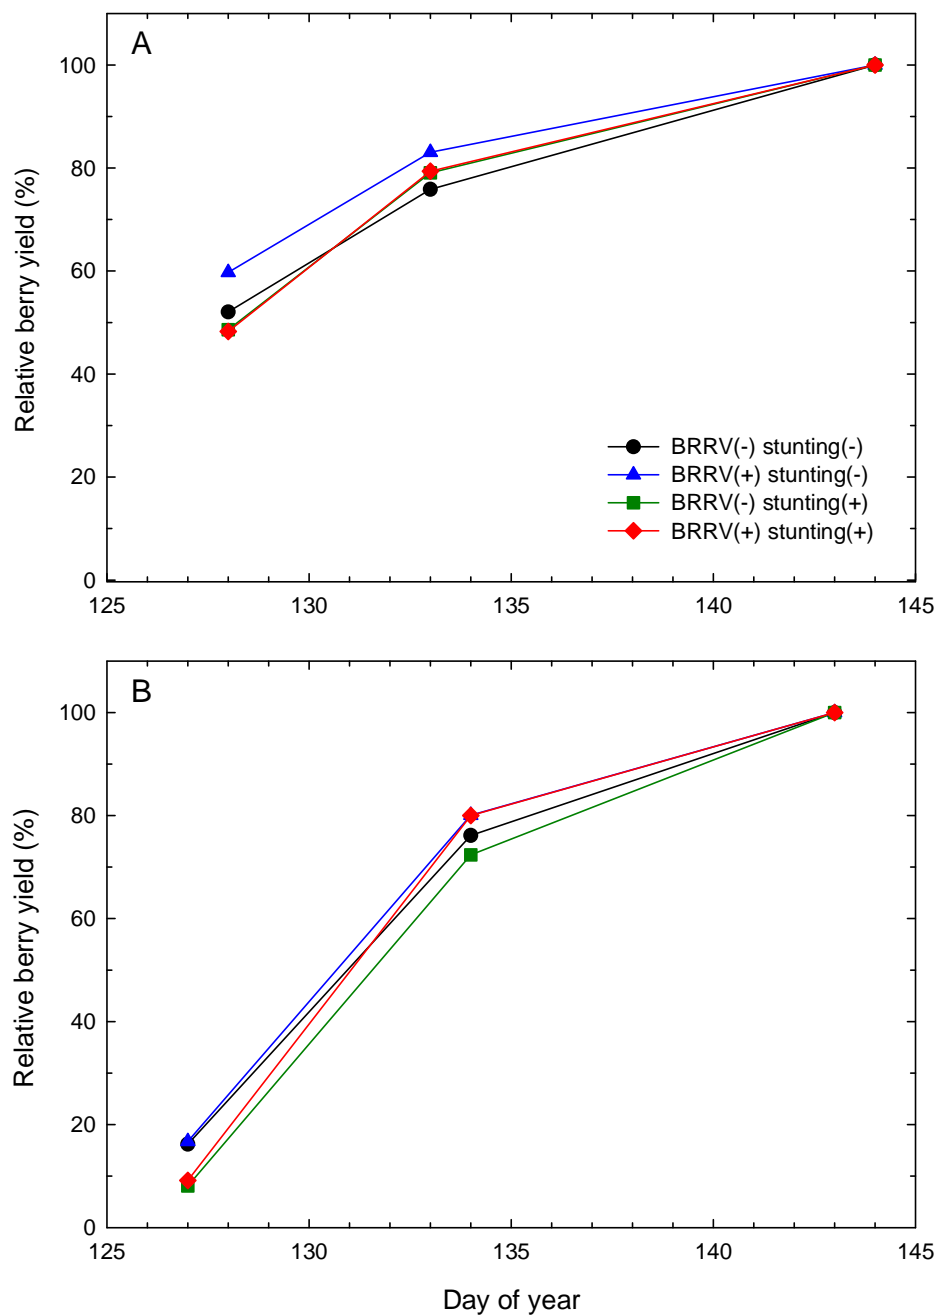 A
100
80
60
40
20
0
Relative berry yield (%)
BRRV(-) stunting(-)
BRRV(+) stunting(-)
BRRV(-) stunting(+)
BRRV(+) stunting(+)
125 130 135 140 145
B
100
80
60
40
20
0
Relative berry yield (%)
125 130 135 140 145
Day of year